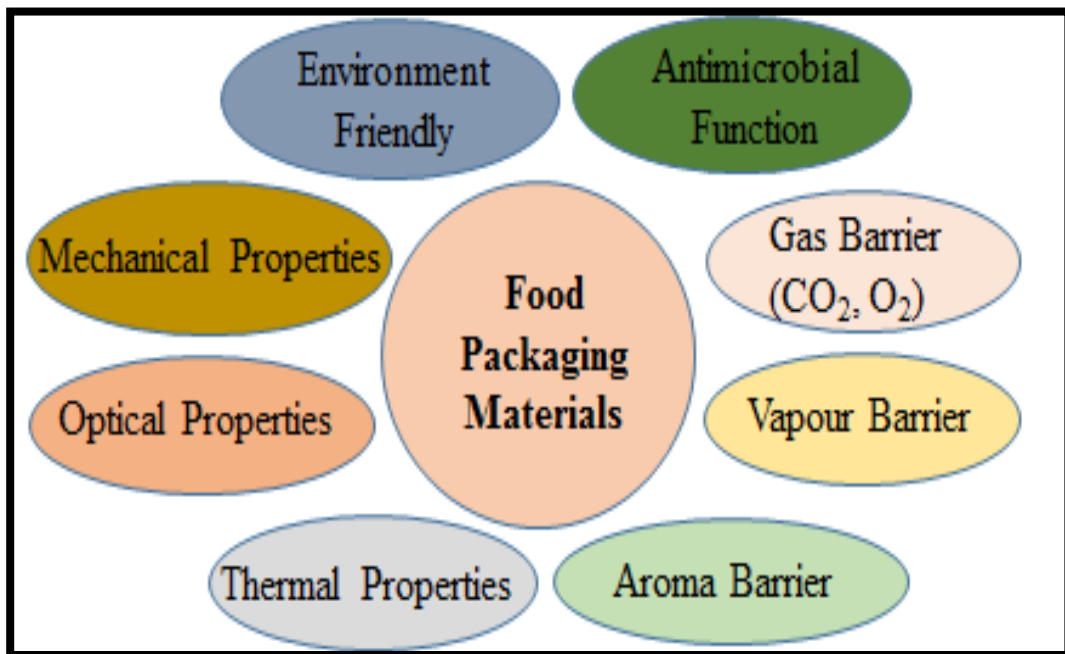 Environment
Friendly
Antimicrobial
Function
Mechanical Properties
Gas Barrier
(CO₂, O₂)
Food
Packaging
Materials
Optical Properties
Vapour Barrier
Thermal Properties
Aroma Barrier